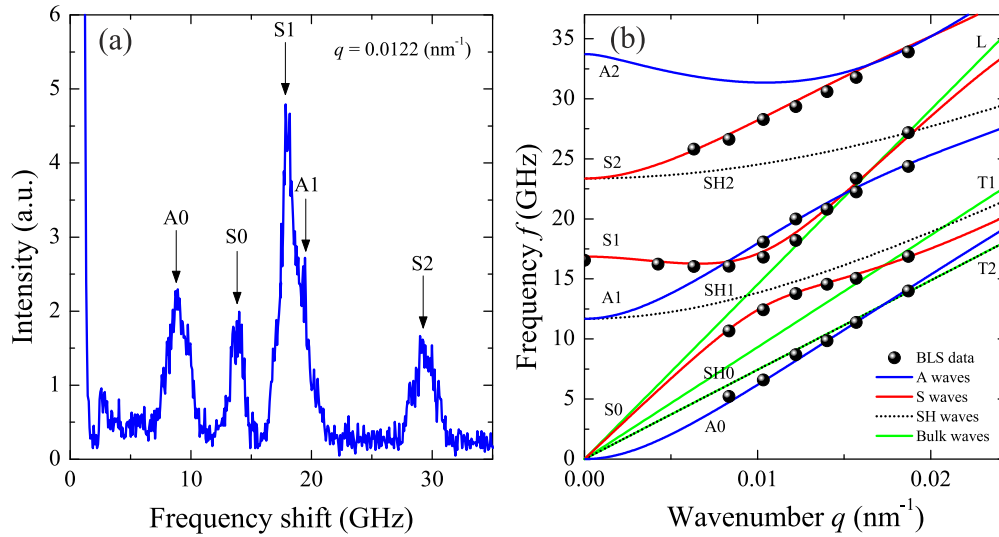 (a)
q = 0.0122 (nm⁻¹)
S1
A1
A0
S0
S2
6
5
4
3
2
1
0
0 10 20 30
Intensity (a.u.)
Frequency shift (GHz)
(b)
L
A2
S2
SH2
T1
S1
SH1
A1
T2
SH0
S0
A0
BLS data
A waves
S waves
SH waves
Bulk waves
35
30
25
20
15
10
5
0
0.00 0.01 0.02
Frequency f (GHz)
Wavenumber q (nm⁻¹)